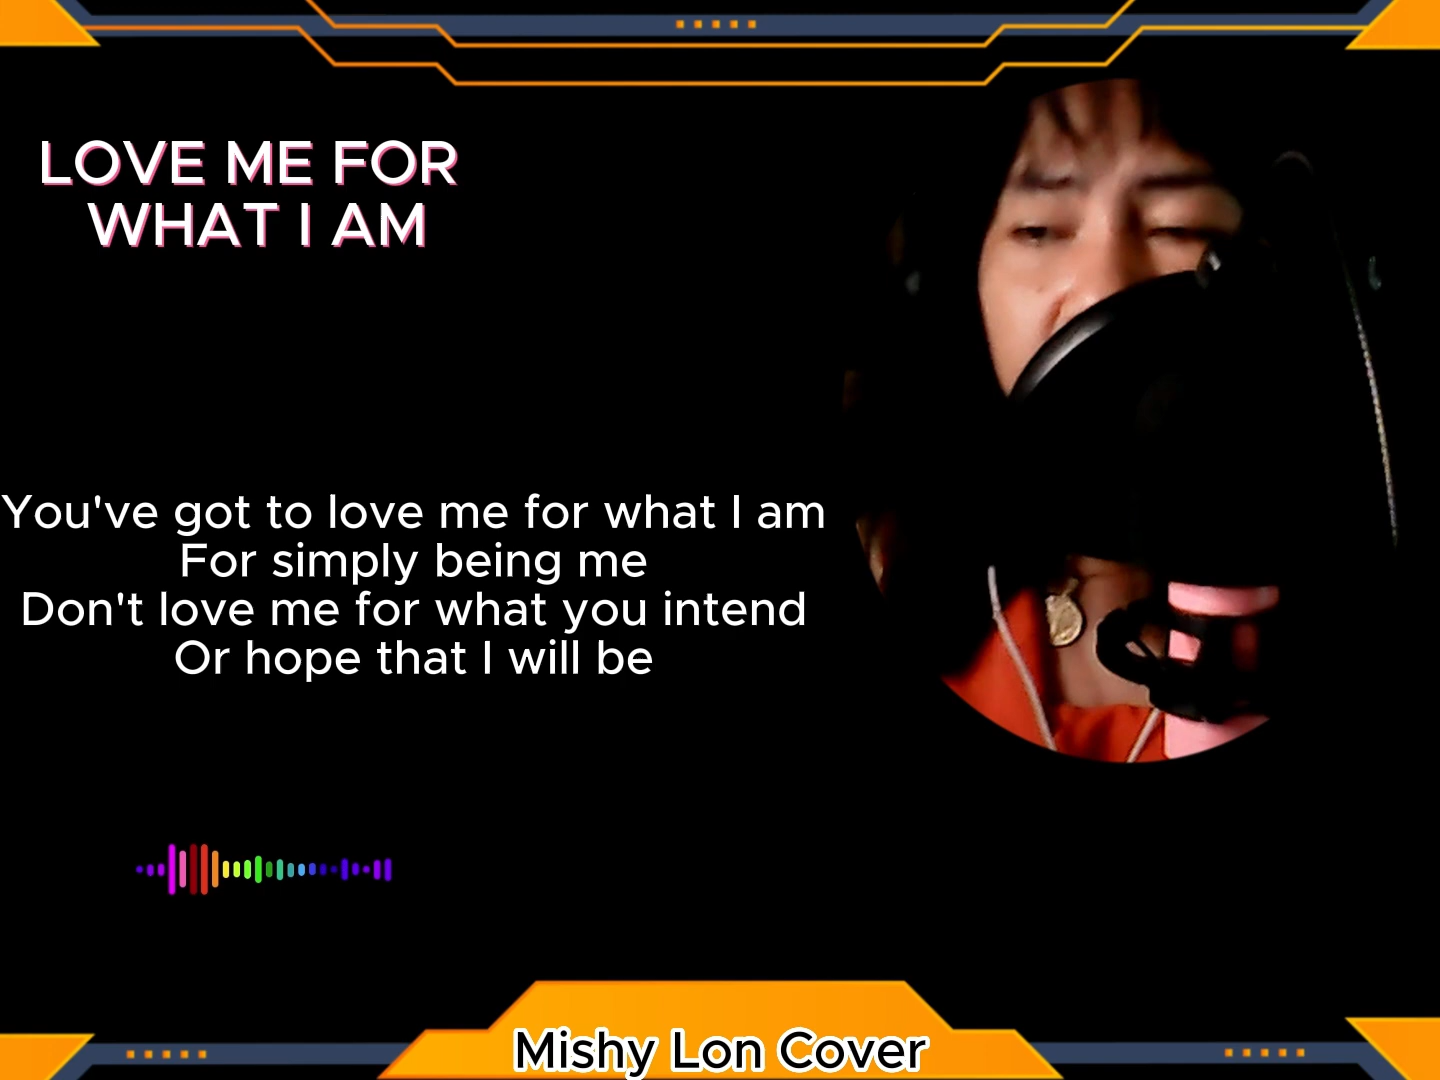 LOVE ME FOR
WHAT I AM
You've got to love me for what I am
For simply being me
Don't love me for what you intend
Or hope that I will be
Mishy Lon Cover